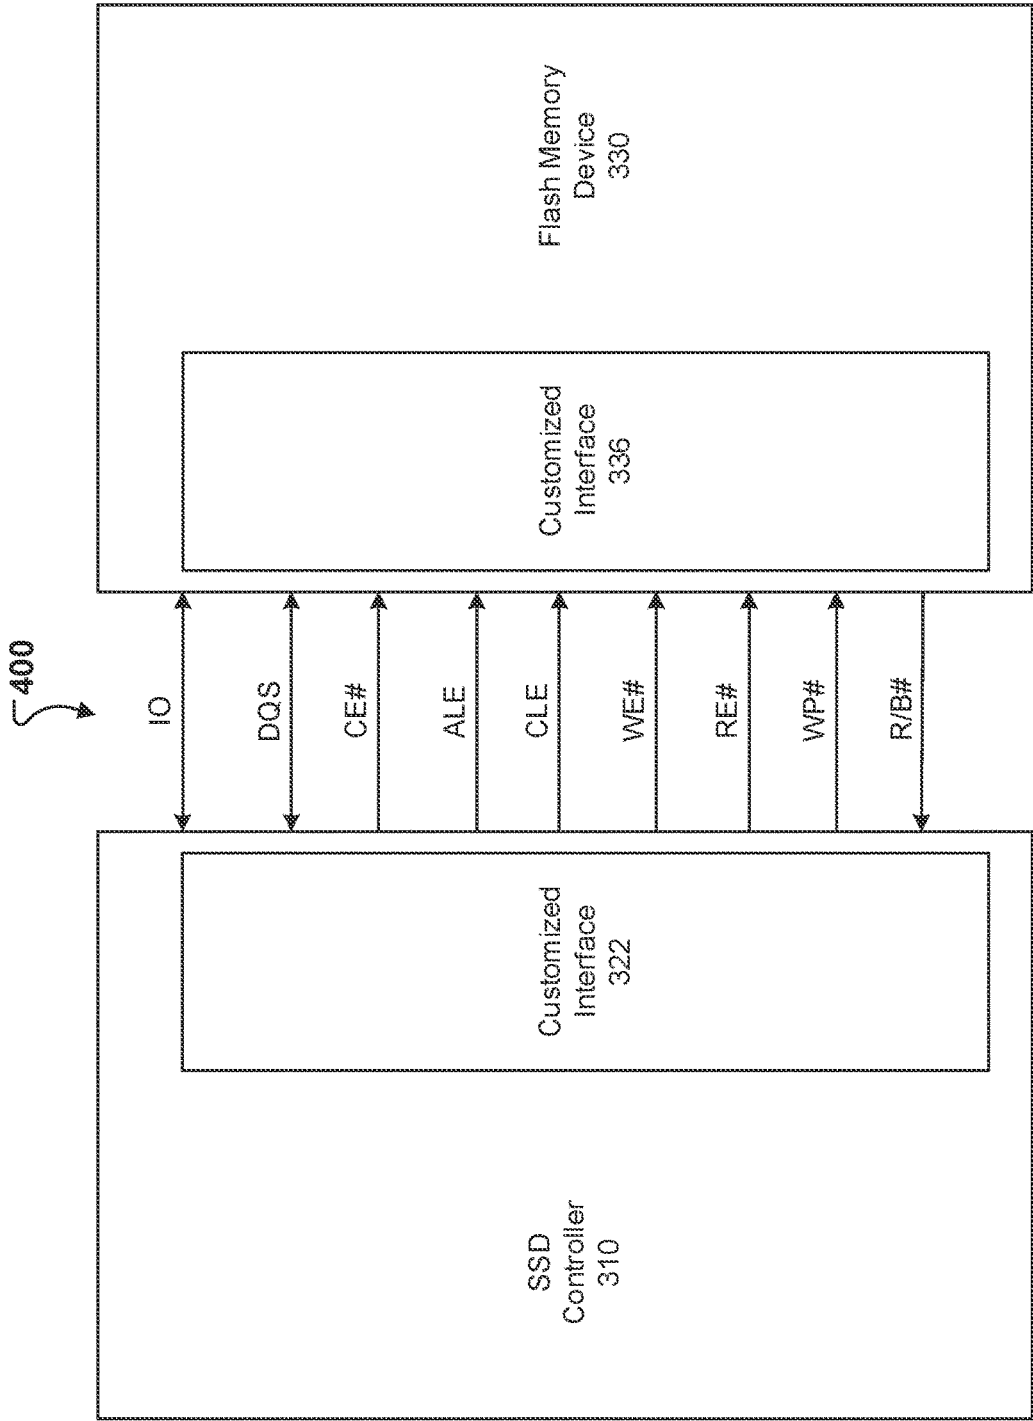 400
SSD
Controller
310
Customized
Interface
322
IO
DQS
CE#
ALE
CLE
WE#
RE#
WP#
R/B#
Customized
Interface
336
Flash Memory
Device
330